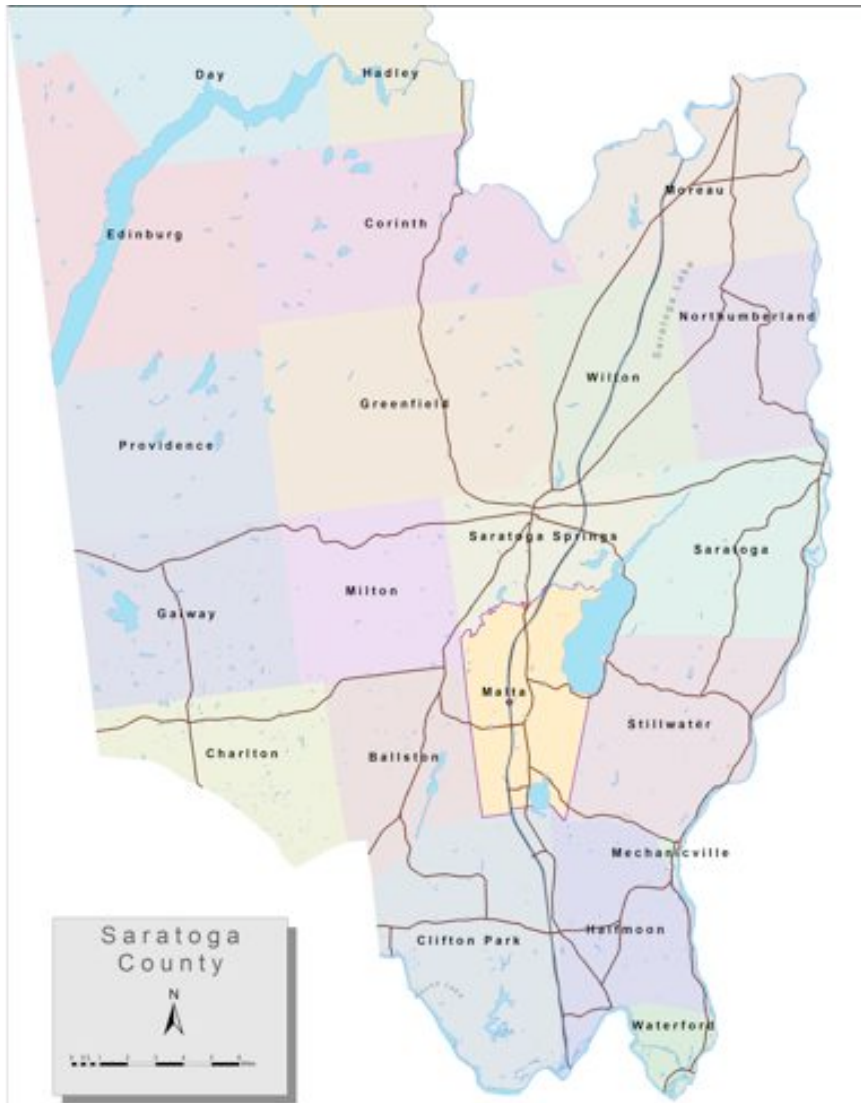 Day
Hadley
Moreau
Edinburg
Corinth
Saratoga Lake
Northumberland
Wilton
Greenfield
Providence
Saratoga Springs
Saratoga
Milton
Galway
Malta
Stillwater
Charlton
Ballston
Mechanicville
Clifton Park
Halfmoon
Waterford
Saratoga
County
N